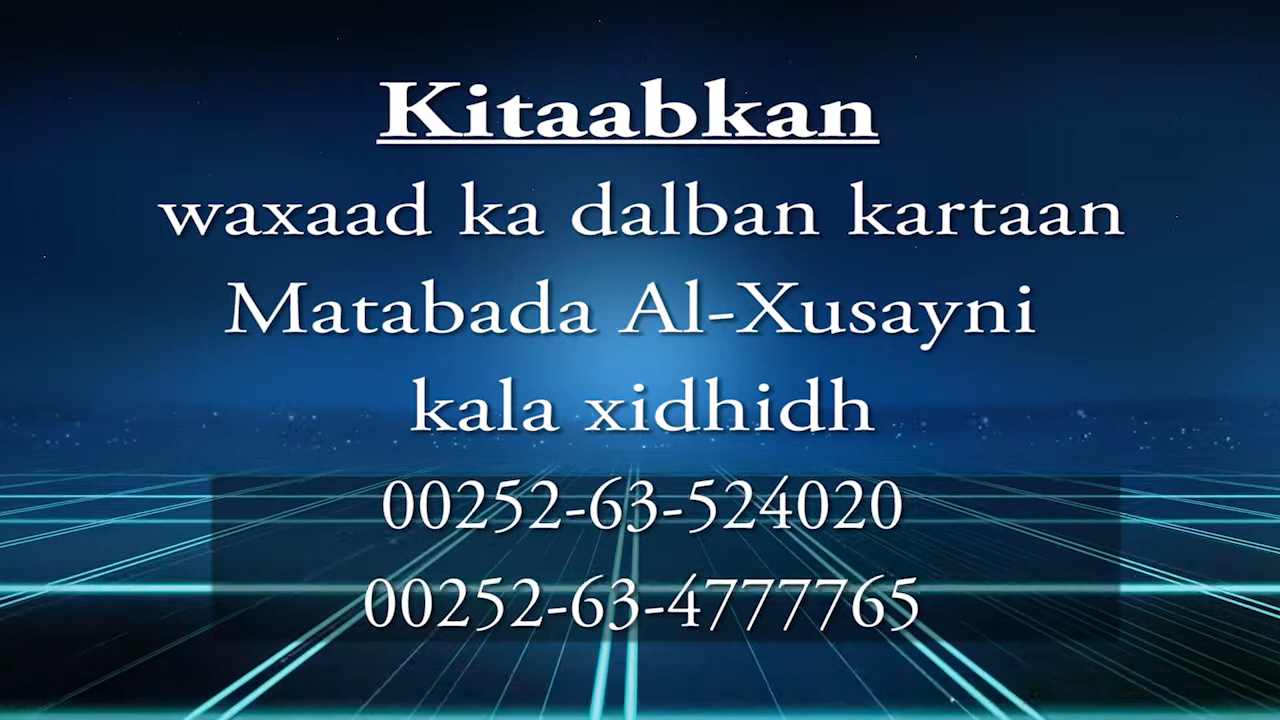 Kitaabkan
waxaad ka dalban kartaan
Matabada Al-Xusayni
kala xidhidh
00252-63-524020
00252-63-4777765